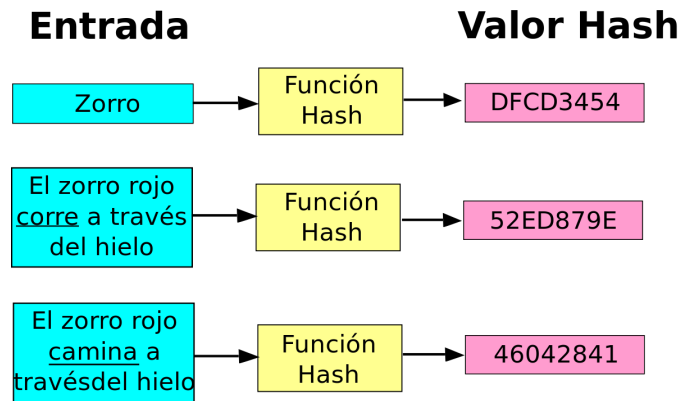 Entrada
Valor Hash
Zorro
Función
Hash
DFCD3454
El zorro rojo
corre a través
del hielo
Función
Hash
52ED879E
El zorro rojo
camina a
travésdel hielo
Función
Hash
46042841